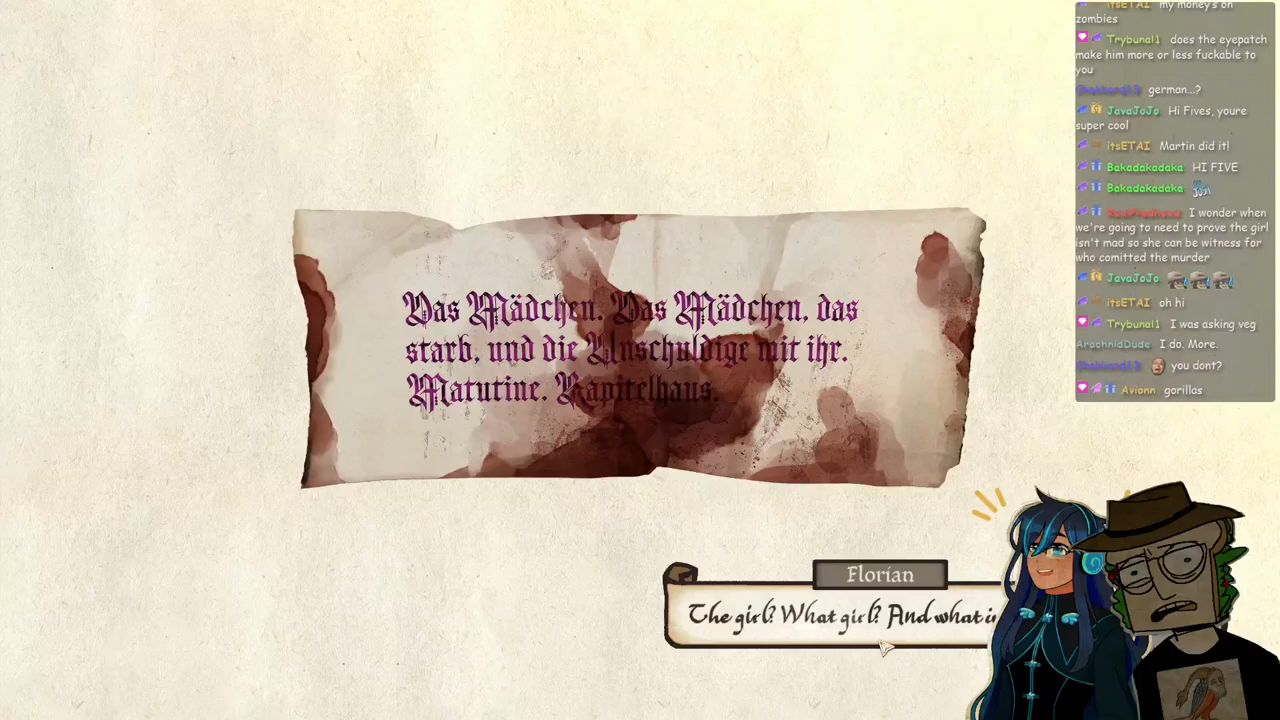 itsETAI my money's on
zombies
Trybunal1 does the eyepatch
make him more or less fuckable to
you
german...?
JavaJoJo Hi Fives, youre
super cool
itsETAI Martin did it!
Bakadakadaka HI FIVE
Bakadakadaka
I wonder when
we're going to need to prove the girl
isn't mad so she can be witness for
who comitted the murder
JavaJoJo
itsETAI oh hi
Trybunal1 I was asking veg
ArachnidDude I do. More.
you dont?
Avionn gorillas
Das Mädchen. Das Mädchen, das
starb, und die Unschuldige mit ihr.
Matutine. Kapitelhaus.
Florian
The girl? What girl? And what